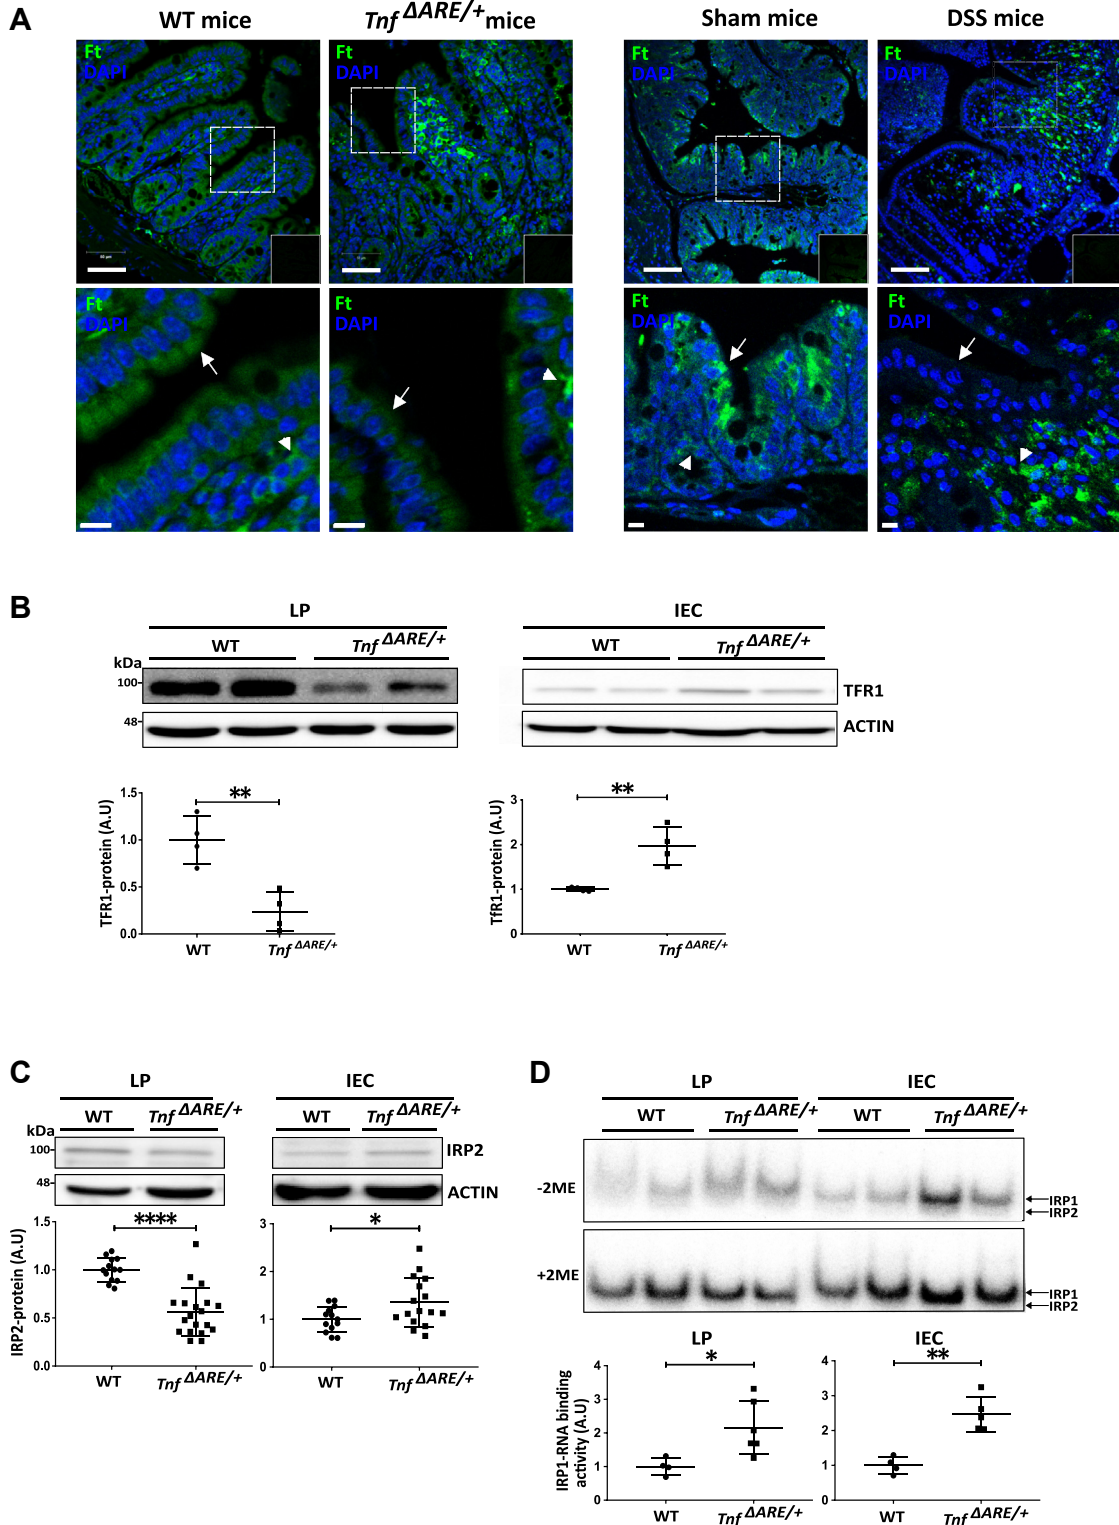 A
WT mice
Tnf ΔARE/+ mice
Sham mice
DSS mice
Ft
DAPI
Ft
DAPI
Ft
DAPI
Ft
DAPI
Ft
DAPI
Ft
DAPI
Ft
DAPI
Ft
DAPI
B
LP
IEC
WT
Tnf ΔARE/+
WT
Tnf ΔARE/+
kDa
100
TFR1
48
ACTIN
TFR1-protein (A.U)
1.5
1.0
0.5
0.0
**
WT
Tnf ΔARE/+
TfR1-protein (A.U)
3
2
1
0
**
WT
Tnf ΔARE/+
C
LP
IEC
WT
Tnf ΔARE/+
WT
Tnf ΔARE/+
kDa
100
IRP2
48
ACTIN
IRP2-protein (A.U)
1.5
1.0
0.5
0.0
****
WT
Tnf ΔARE/+
3
2
1
0
*
WT
Tnf ΔARE/+
D
LP
IEC
WT
Tnf ΔARE/+
WT
Tnf ΔARE/+
-2ME
IRP1
IRP2
+2ME
IRP1
IRP2
LP
IEC
IRP1-RNA binding
activity (A.U)
4
3
2
1
0
*
WT
Tnf ΔARE/+
4
3
2
1
0
**
WT
Tnf ΔARE/+